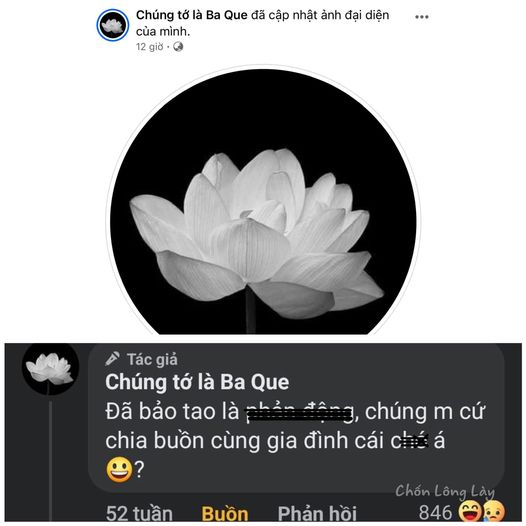 Chúng tớ là Ba Que đã cập nhật ảnh đại diện
của mình.
12 giờ ·
Tác giả
Chúng tớ là Ba Que
Đã bảo tao là phản động, chúng m cứ
chia buồn cùng gia đình cái á
?
Chốn Lông Lày
52 tuần Buồn Phản hồi 846